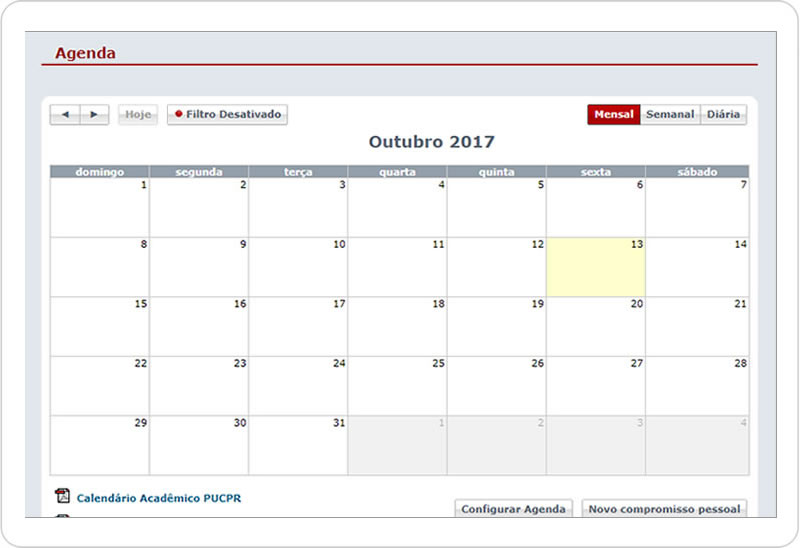 Agenda
Hoje Filtro Desativado Mensal Semanal Diária
Outubro 2017
domingo segunda terça quarta quinta sexta sábado
1 2 3 4 5 6 7
8 9 10 11 12 13 14
15 16 17 18 19 20 21
22 23 24 25 26 27 28
29 30 31 1 2 3 4
Calendário Acadêmico PUCPR
Configurar Agenda Novo compromisso pessoal